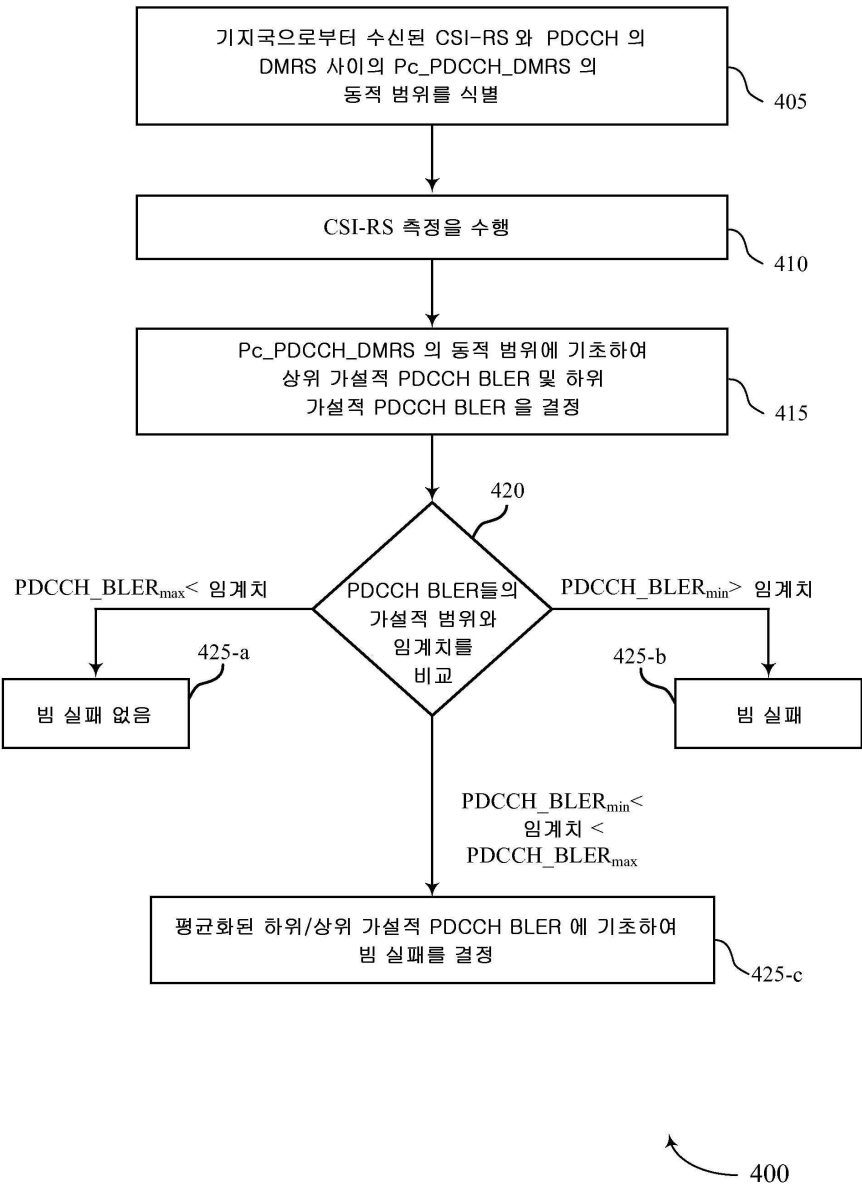 기지국으로부터 수신된 CSI-RS 와 PDCCH 의
DMRS 사이의 Pc_PDCCH_DMRS 의
동적 범위를 식별
405
CSI-RS 측정을 수행
410
Pc_PDCCH_DMRS 의 동적 범위에 기초하여
상위 가설적 PDCCH BLER 및 하위
가설적 PDCCH BLER 을 결정
415
420
PDCCH_BLERmax< 임계치
PDCCH BLER들의
가설적 범위와
임계치를
비교
PDCCH_BLERmin> 임계치
425-a
빔 실패 없음
425-b
빔 실패
PDCCH_BLERmin<
임계치 <
PDCCH_BLERmax
평균화된 하위/상위 가설적 PDCCH BLER 에 기초하여
빔 실패를 결정
425-c
400